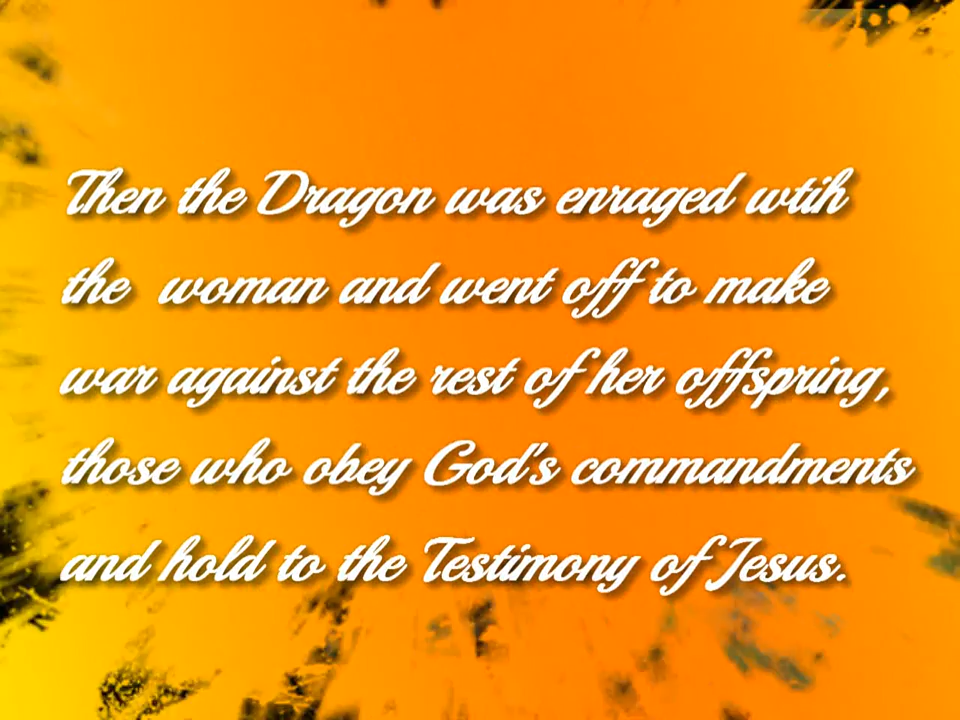 Then the Dragon was enraged wtih
the  woman and went off to make
war against the rest of her offspring,
those who obey God's commandments
and hold to the Testimony of Jesus.